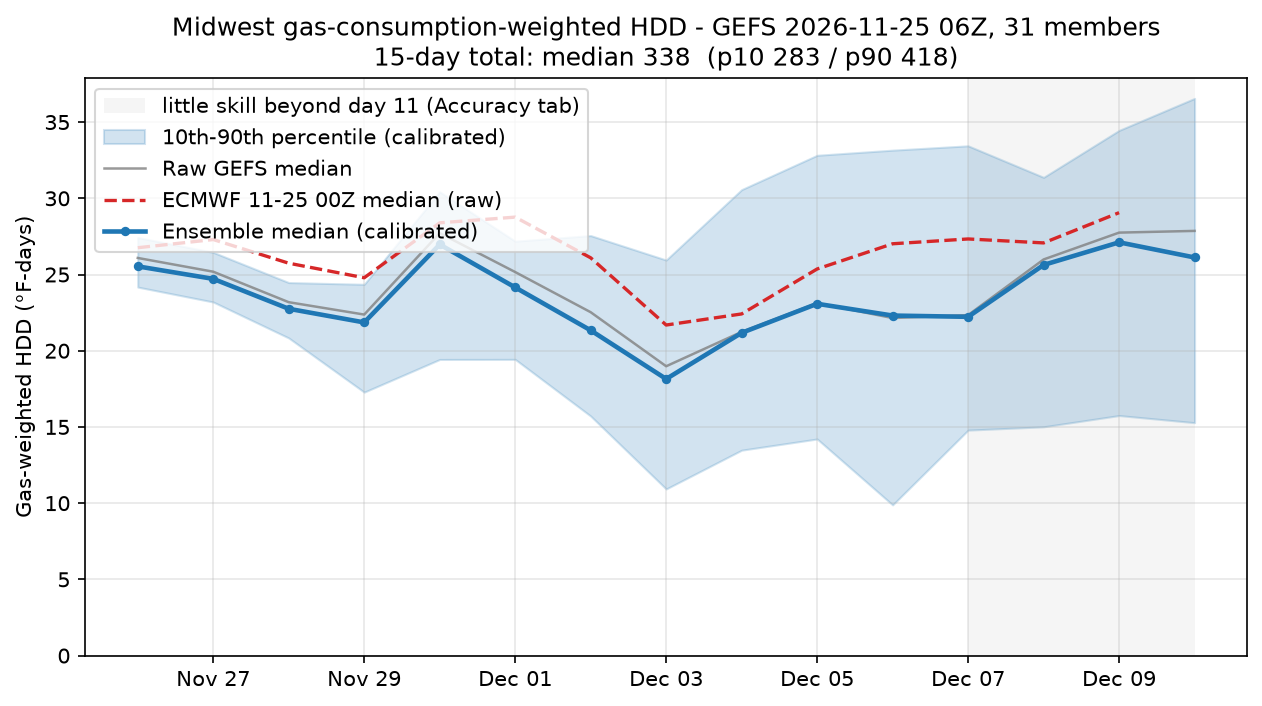 Midwest gas-consumption-weighted HDD - GEFS 2026-11-25 06Z, 31 members
15-day total: median 338  (p10 283 / p90 418)
little skill beyond day 11 (Accuracy tab)
10th-90th percentile (calibrated)
Raw GEFS median
ECMWF 11-25 00Z median (raw)
Ensemble median (calibrated)
Gas-weighted HDD (°F-days)
35
30
25
20
15
10
5
0
Nov 27
Nov 29
Dec 01
Dec 03
Dec 05
Dec 07
Dec 09